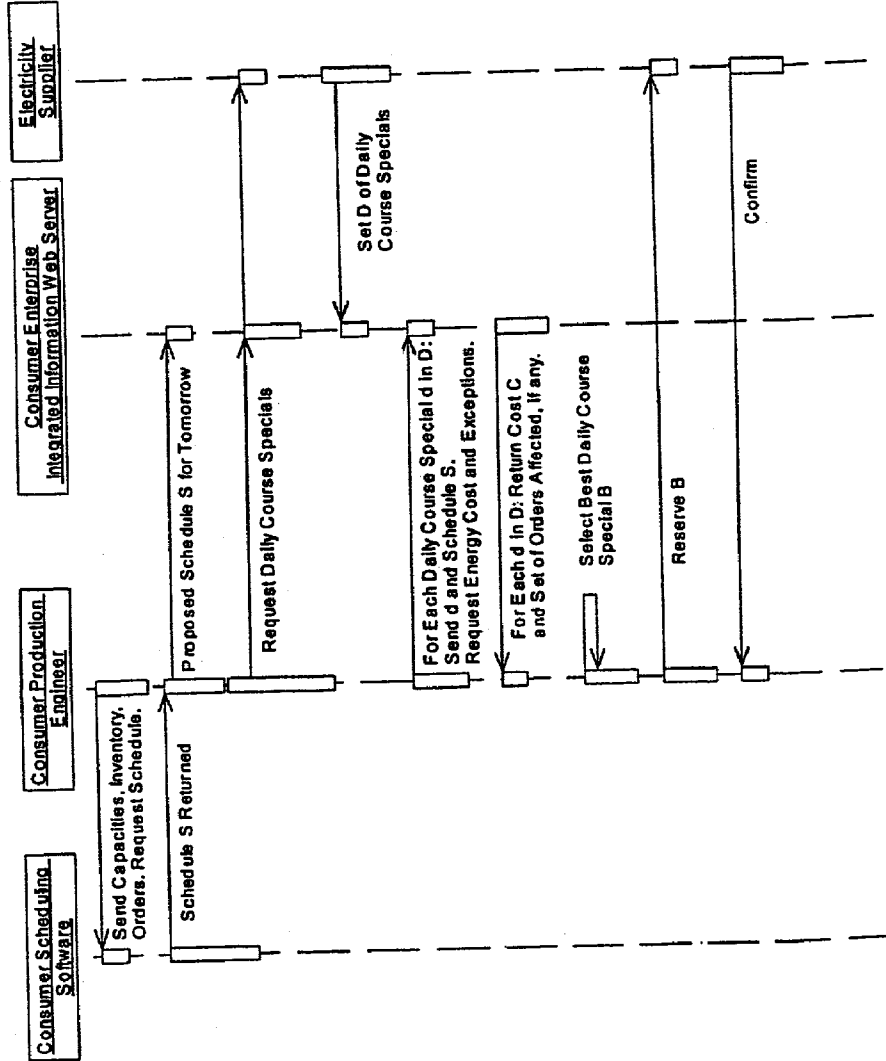 Consumer Scheduling
Software
Consumer Production
Engineer
Consumer Enterprise
Integrated Information Web Server
Electricity
Supplier
Send Capacities, Inventory,
Orders. Request Schedule.
Schedule S Returned
Proposed Schedule S for Tomorrow
Request Daily Course Specials
Set D of Daily
Course Specials
For Each Daily Course Special d in D:
Send d and Schedule S.
Request Energy Cost and Exceptions.
For Each d in D: Return Cost C
and Set of Orders Affected, if any.
Select Best Daily Course
Special B
Reserve B
Confirm